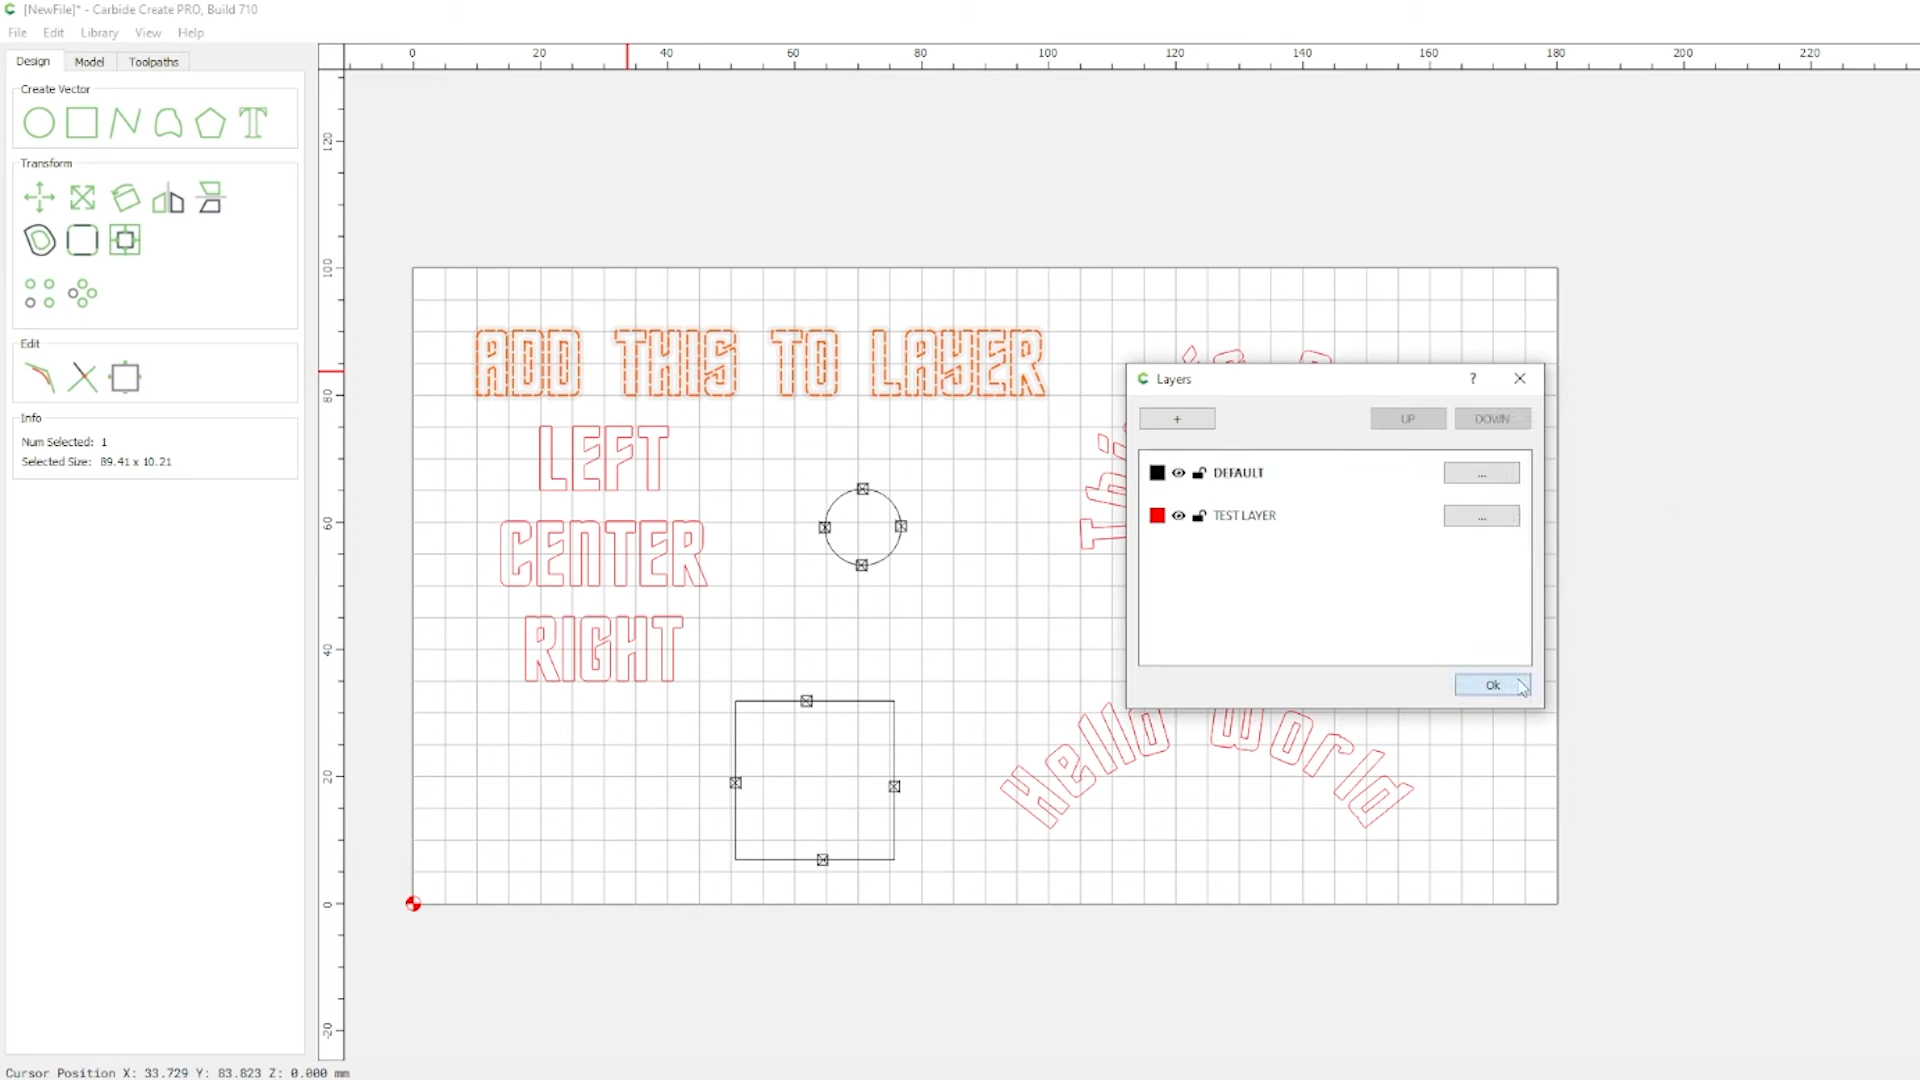 [NewFile]* - Carbide Create PRO, Build 710
File Edit Library View Help
Design Model Toolpaths
0 20 40 60 80 100 120 140 160 180 200 220
Create Vector
Transform
Edit
Info
Num Selected: 1
Selected Size: 89.41 x 10.21
120
100
80
60
40
20
0
-20
ADD THIS TO LAYER
LEFT
CENTER
RIGHT
Thi
Hello World
Layers ?
+ UP DOWN
DEFAULT ...
TEST LAYER ...
Ok
Cursor Position X: 33.729 Y: 83.823 Z: 0.000 mm